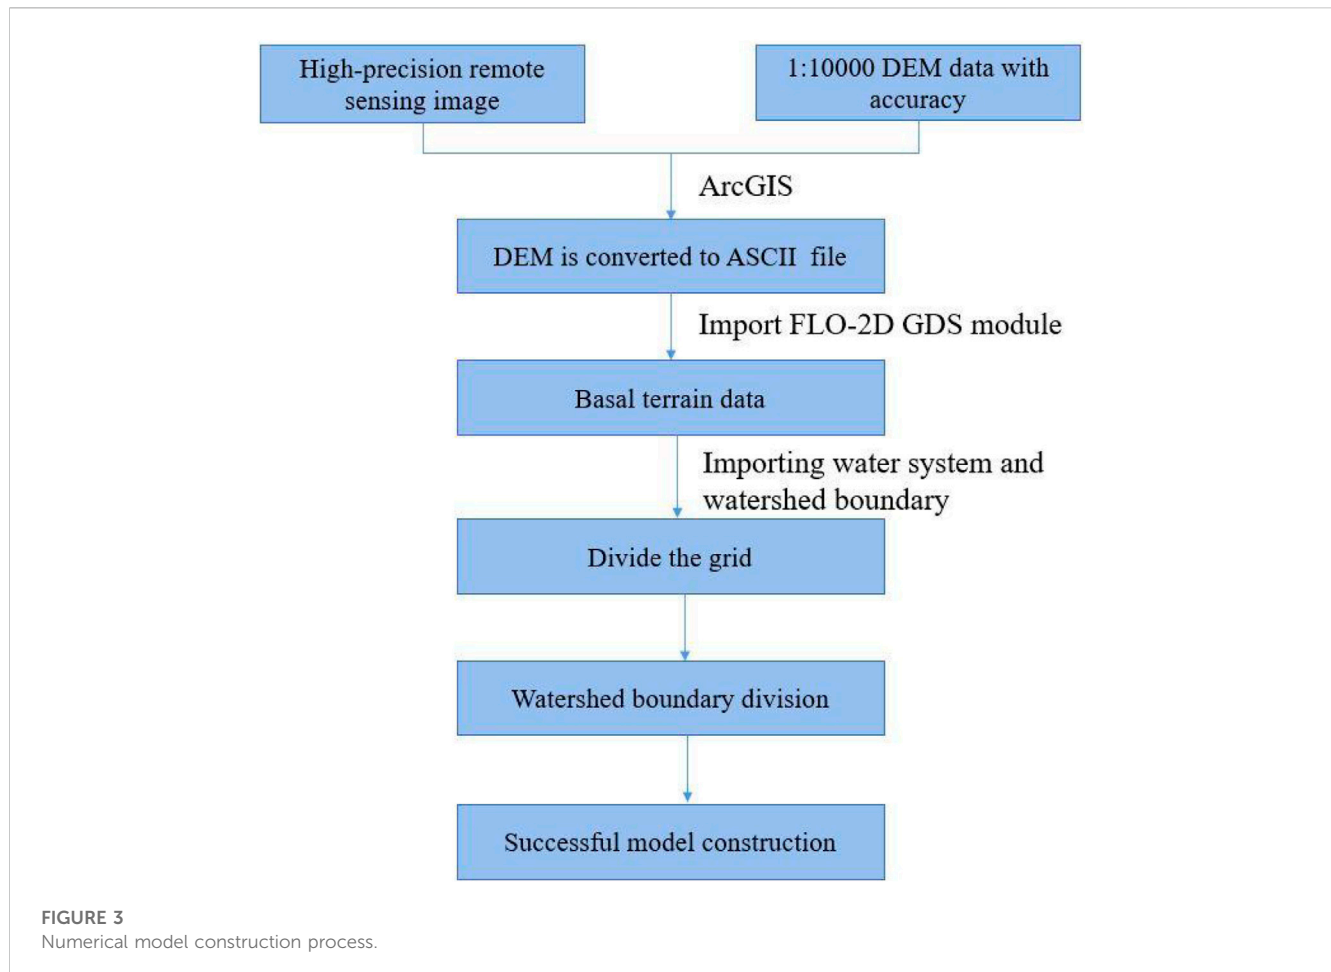 High-precision remote
sensing image
1:10000 DEM data with
accuracy
ArcGIS
DEM is converted to ASCII file
Import FLO-2D GDS module
Basal terrain data
Importing water system and
watershed boundary
Divide the grid
Watershed boundary division
Successful model construction
FIGURE 3
Numerical model construction process.